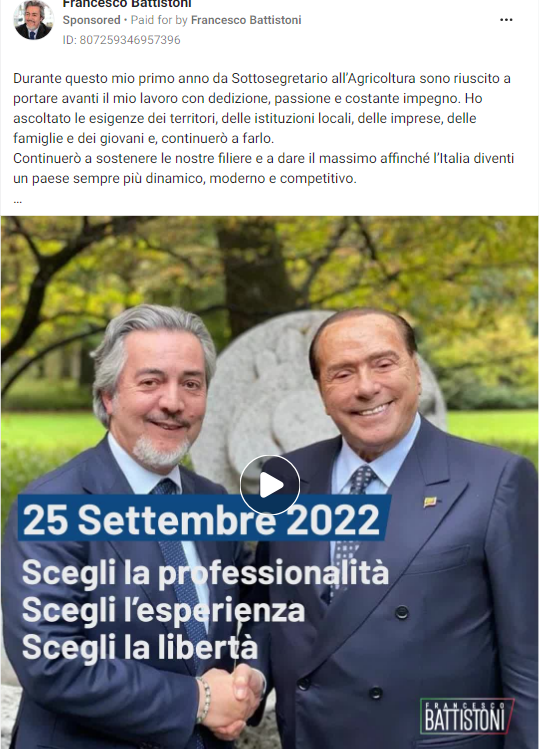 Francesco Battistoni
Sponsored • Paid for by Francesco Battistoni
ID: 807259346957396
Durante questo mio primo anno da Sottosegretario all'Agricoltura sono riuscito a
portare avanti il mio lavoro con dedizione, passione e costante impegno. Ho
ascoltato le esigenze dei territori, delle istituzioni locali, delle imprese, delle
famiglie e dei giovani e, continuerò a farlo.
Continuerò a sostenere le nostre filiere e a dare il massimo affinché l'Italia diventi
un paese sempre più dinamico, moderno e competitivo.
...
25 Settembre 2022
Scegli la professionalità
Scegli l'esperienza
Scegli la libertà
FRANCESCO
BATTISTONI